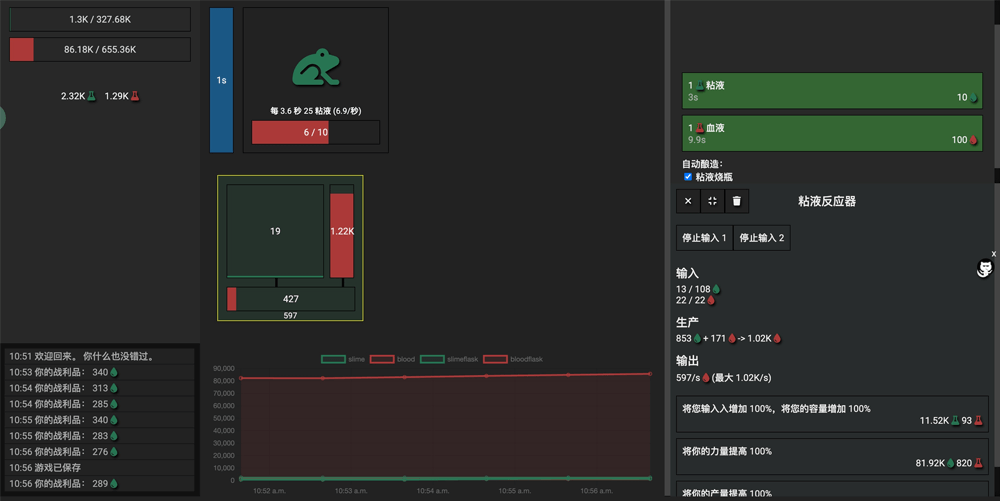 1.3K / 327.68K
86.18K / 655.36K
2.32K 1.29K
10:51 欢迎回来。 你什么也没错过。
10:53 你的战利品： 340
10:54 你的战利品： 313
10:54 你的战利品： 285
10:55 你的战利品： 340
10:55 你的战利品： 283
10:56 你的战利品： 276
10:56 游戏已保存
10:56 你的战利品： 289
1s
每 3.6 秒 25 粘液 (6.9/秒)
6 / 10
19
1.22K
427
597
slime blood slimeflask bloodflask
90,000
80,000
70,000
60,000
50,000
40,000
30,000
20,000
10,000
0
10:52 a.m. 10:53 a.m. 10:54 a.m. 10:55 a.m. 10:56 a.m.
1 粘液
3s 10
1 血液
9.9s 100
自动酿造：
粘液烧瓶
粘液反应器
停止输入 1 停止输入 2
x
输入
13 / 108
22 / 22
生产
853 + 171 -> 1.02K
输出
597/s (最大 1.02K/s)
将您输入入增加 100%，将您的容量增加 100%
11.52K 93
将你的力量提高 100%
81.92K 820
将你的产量提高 100%